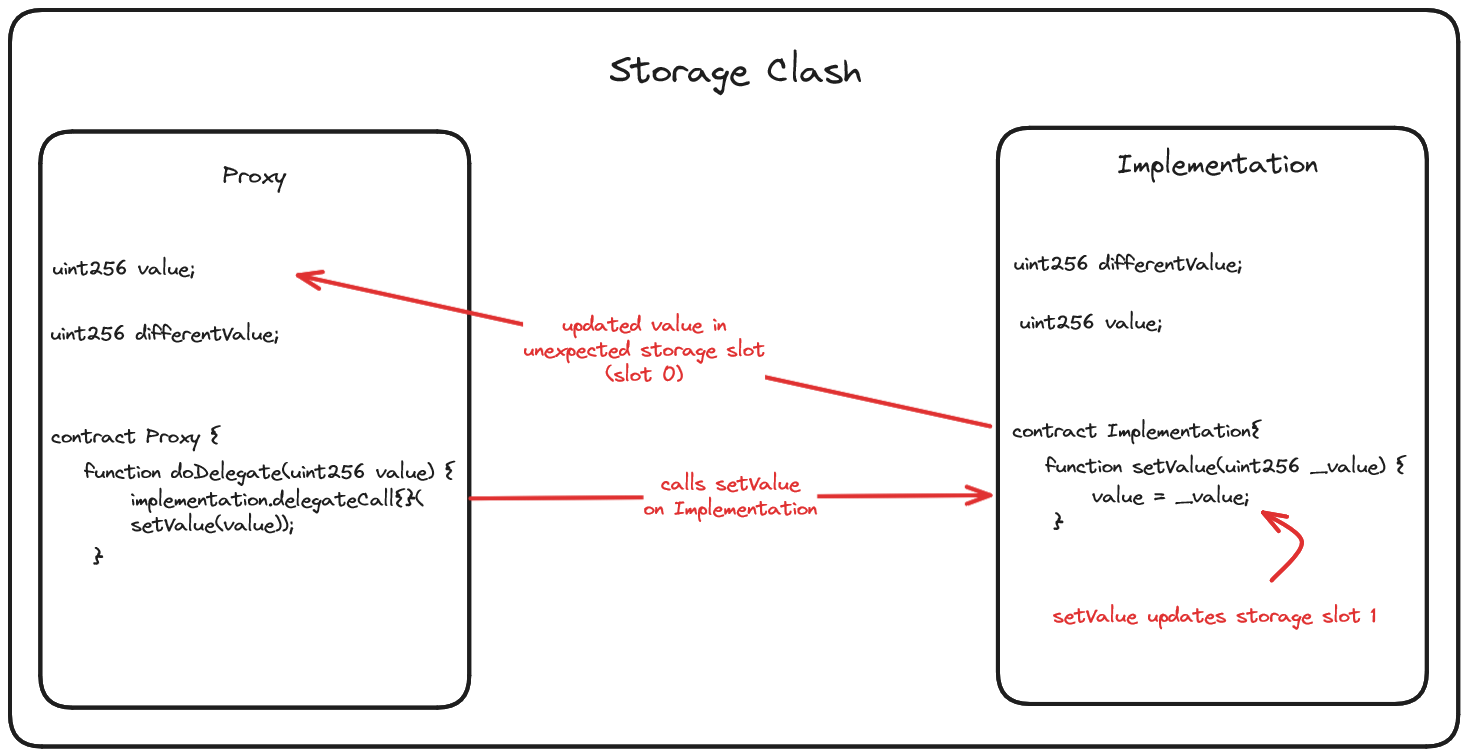 Storage Clash
Proxy
uint256 value;
uint256 differentValue;
contract Proxy {
function doDelegate(uint256 value) {
implementation.delegateCall{}(
setValue(value));
}
updated value in
unexpected storage slot
(slot 0)
calls setValue
on Implementation
Implementation
uint256 differentValue;
uint256 value;
contract Implementation{
function setValue(uint256 __value) {
value = __value;
}
setValue updates storage slot 1